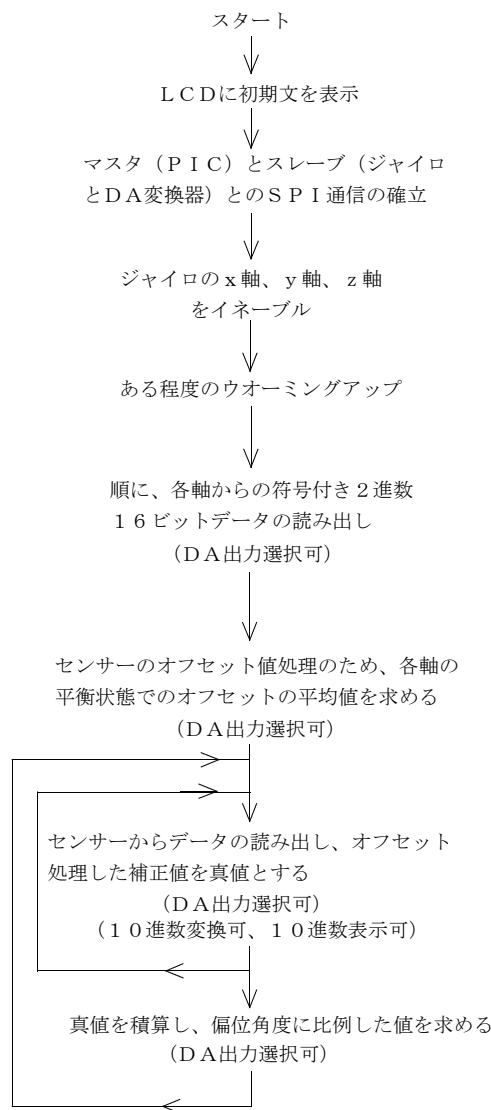 スタート
ＬＣＤに初期文を表示
マスタ（ＰＩＣ）とスレーブ（ジャイロ
とＤＡ変換器）とのＳＰＩ通信の確立
ジャイロのｘ軸、ｙ軸、ｚ軸
をイネーブル
ある程度のウオーミングアップ
順に、各軸からの符号付き２進数
１６ビットデータの読み出し
（ＤＡ出力選択可）
センサーのオフセット値処理のため、各軸の
平衡状態でのオフセットの平均値を求める
（ＤＡ出力選択可）
センサーからデータの読み出し、オフセット
処理した補正値を真値とする
（ＤＡ出力選択可）
（１０進数変換可、１０進数表示可）
真値を積算し、偏位角度に比例した値を求める
（ＤＡ出力選択可）